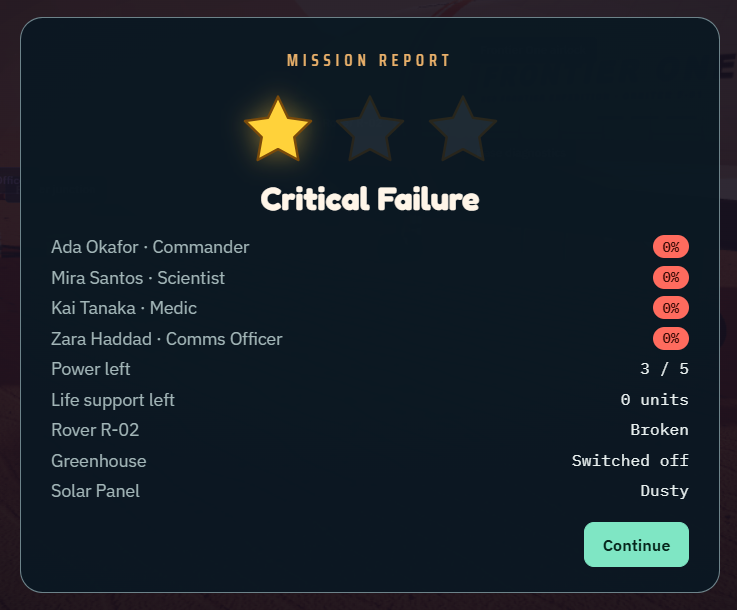 MISSION REPORT
Critical Failure
Ada Okafor · Commander 0%
Mira Santos · Scientist 0%
Kai Tanaka · Medic 0%
Zara Haddad · Comms Officer 0%
Power left 3 / 5
Life support left 0 units
Rover R-02 Broken
Greenhouse Switched off
Solar Panel Dusty
Continue